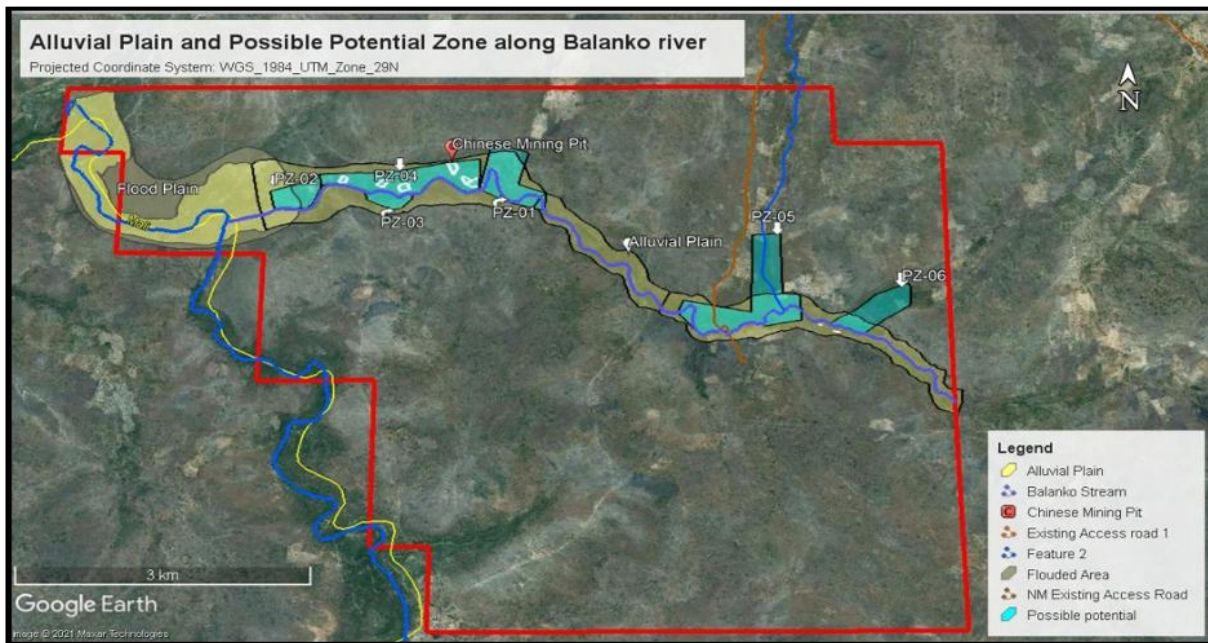 Alluvial Plain and Possible Potential Zone along Balanko river
Projected Coordinate System: WGS_1984_UTM_Zone_29N
N
Chinese Mining Pit
Flood Plain
PZ-02
PZ-04
PZ-03
PZ-01
PZ-05
Alluvial Plain
PZ-06
Legend
Alluvial Plain
Balanko Stream
C
Chinese Mining Pit
Existing Access road 1
Feature 2
Flouded Area
NM Existing Access Road
Possible potential
3 km
Google Earth
Image © 2021 Maxar Technologies